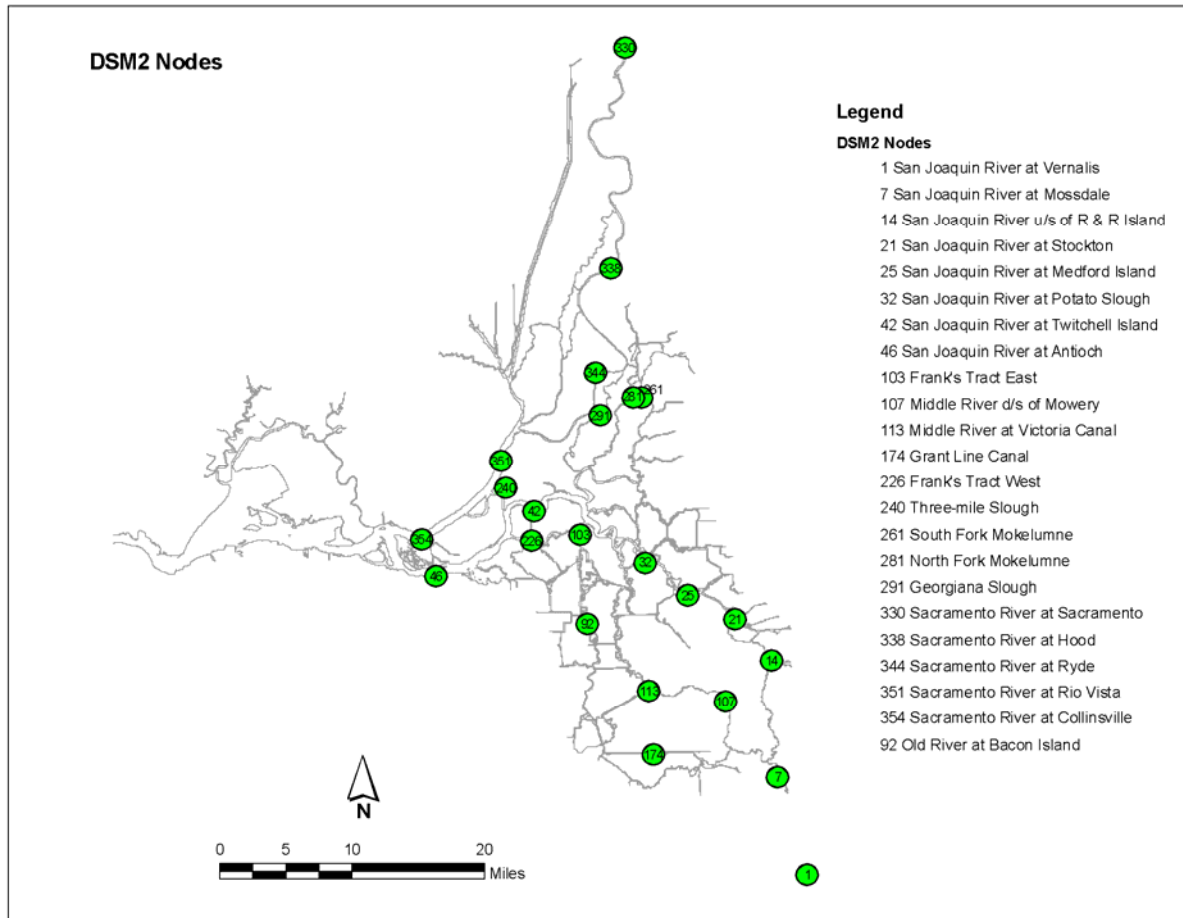 DSM2 Nodes
330
338
344
261
281
291
351
240
42
354
226
103
46
32
25
92
21
14
113
107
174
7
1
N
0 5 10 20
Miles
Legend
DSM2 Nodes
1 San Joaquin River at Vernalis
7 San Joaquin River at Mossdale
14 San Joaquin River u/s of R & R Island
21 San Joaquin River at Stockton
25 San Joaquin River at Medford Island
32 San Joaquin River at Potato Slough
42 San Joaquin River at Twitchell Island
46 San Joaquin River at Antioch
103 Frank's Tract East
107 Middle River d/s of Mowery
113 Middle River at Victoria Canal
174 Grant Line Canal
226 Frank's Tract West
240 Three-mile Slough
261 South Fork Mokelumne
281 North Fork Mokelumne
291 Georgiana Slough
330 Sacramento River at Sacramento
338 Sacramento River at Hood
344 Sacramento River at Ryde
351 Sacramento River at Rio Vista
354 Sacramento River at Collinsville
92 Old River at Bacon Island